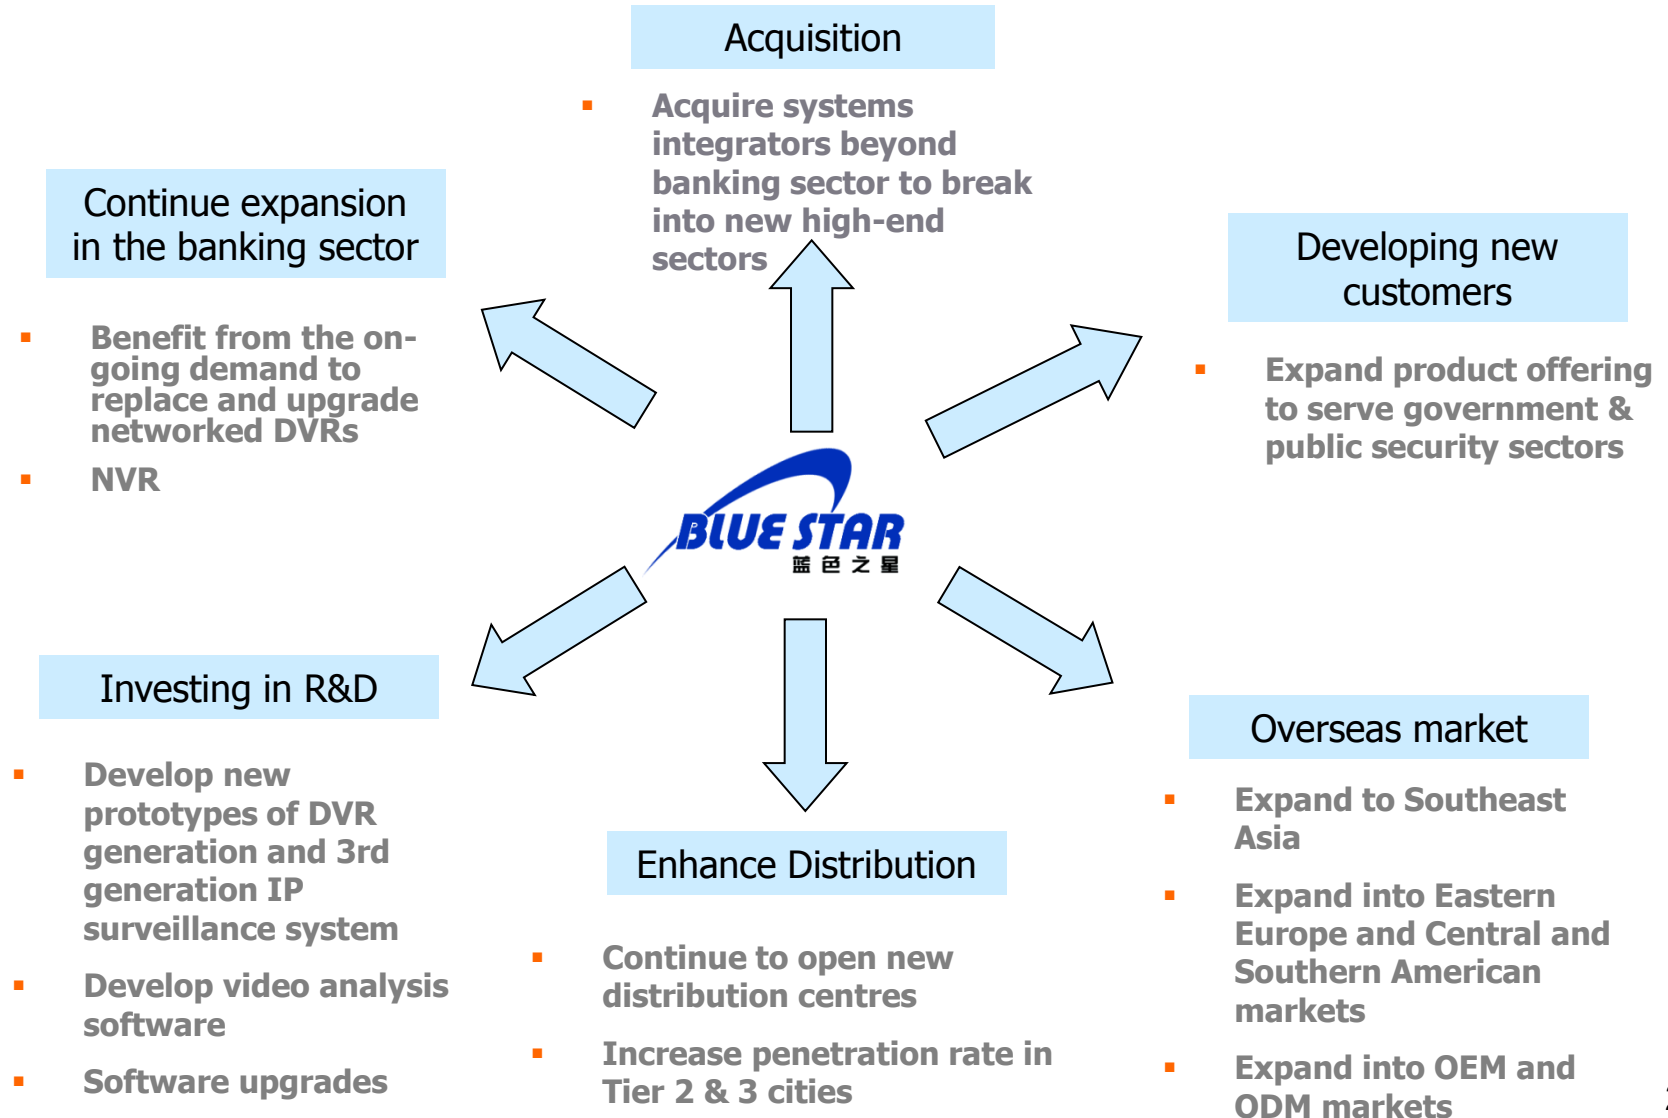 Acquisition
Acquire systems
integrators beyond
banking sector to break
into new high-end
sectors
Continue expansion
in the banking sector
Benefit from the on-
going demand to
replace and upgrade
networked DVRs
NVR
Developing new
customers
Expand product offering
to serve government &
public security sectors
BLUE STAR
蓝色之星
Investing in R&D
Develop new
prototypes of DVR
generation and 3rd
generation IP
surveillance system
Develop video analysis
software
Software upgrades
Enhance Distribution
Continue to open new
distribution centres
Increase penetration rate in
Tier 2 & 3 cities
Overseas market
Expand to Southeast
Asia
Expand into Eastern
Europe and Central and
Southern American
markets
Expand into OEM and
ODM markets